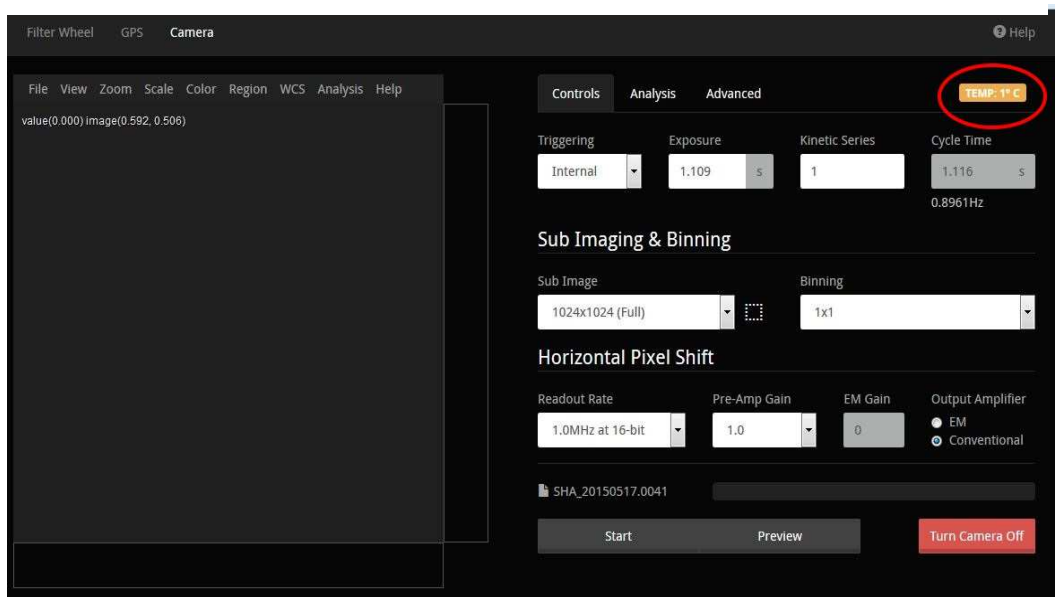 Filter Wheel GPS Camera Help
File View Zoom Scale Color Region WCS Analysis Help
value(0.000) image(0.592, 0.506)
Controls Analysis Advanced TEMP: 1° C
Triggering Exposure Kinetic Series Cycle Time
Internal 1.109 s 1 1.116 s
0.8961Hz
Sub Imaging & Binning
Sub Image Binning
1024x1024 (Full) 1x1
Horizontal Pixel Shift
Readout Rate Pre-Amp Gain EM Gain Output Amplifier
1.0MHz at 16-bit 1.0 0 EM
Conventional
SHA_20150517.0041
Start Preview Turn Camera Off